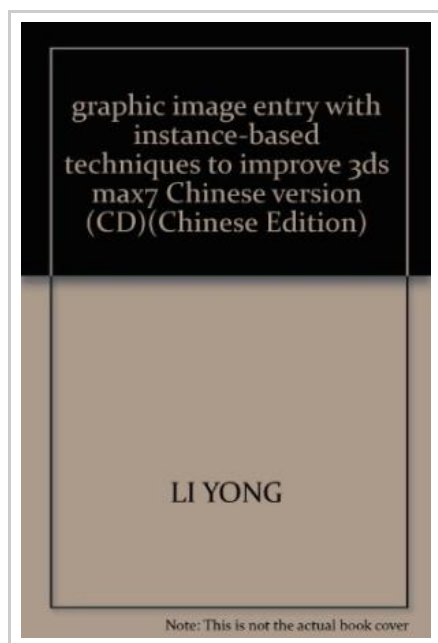 graphic image entry with
instance-based
techniques to improve 3ds
max7 Chinese version
(CD)(Chinese Edition)
LI YONG
Note: This is not the actual book cover